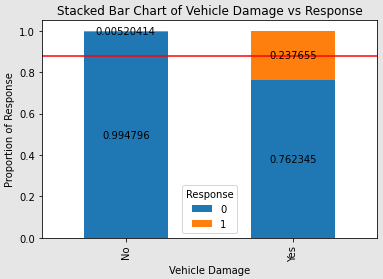 Stacked Bar Chart of Vehicle Damage vs Response
1.0
0.8
0.6
0.4
0.2
0.0
Proportion of Response
0.00520414
0.237655
0.994796
0.762345
Response
0
1
No
Yes
Vehicle Damage